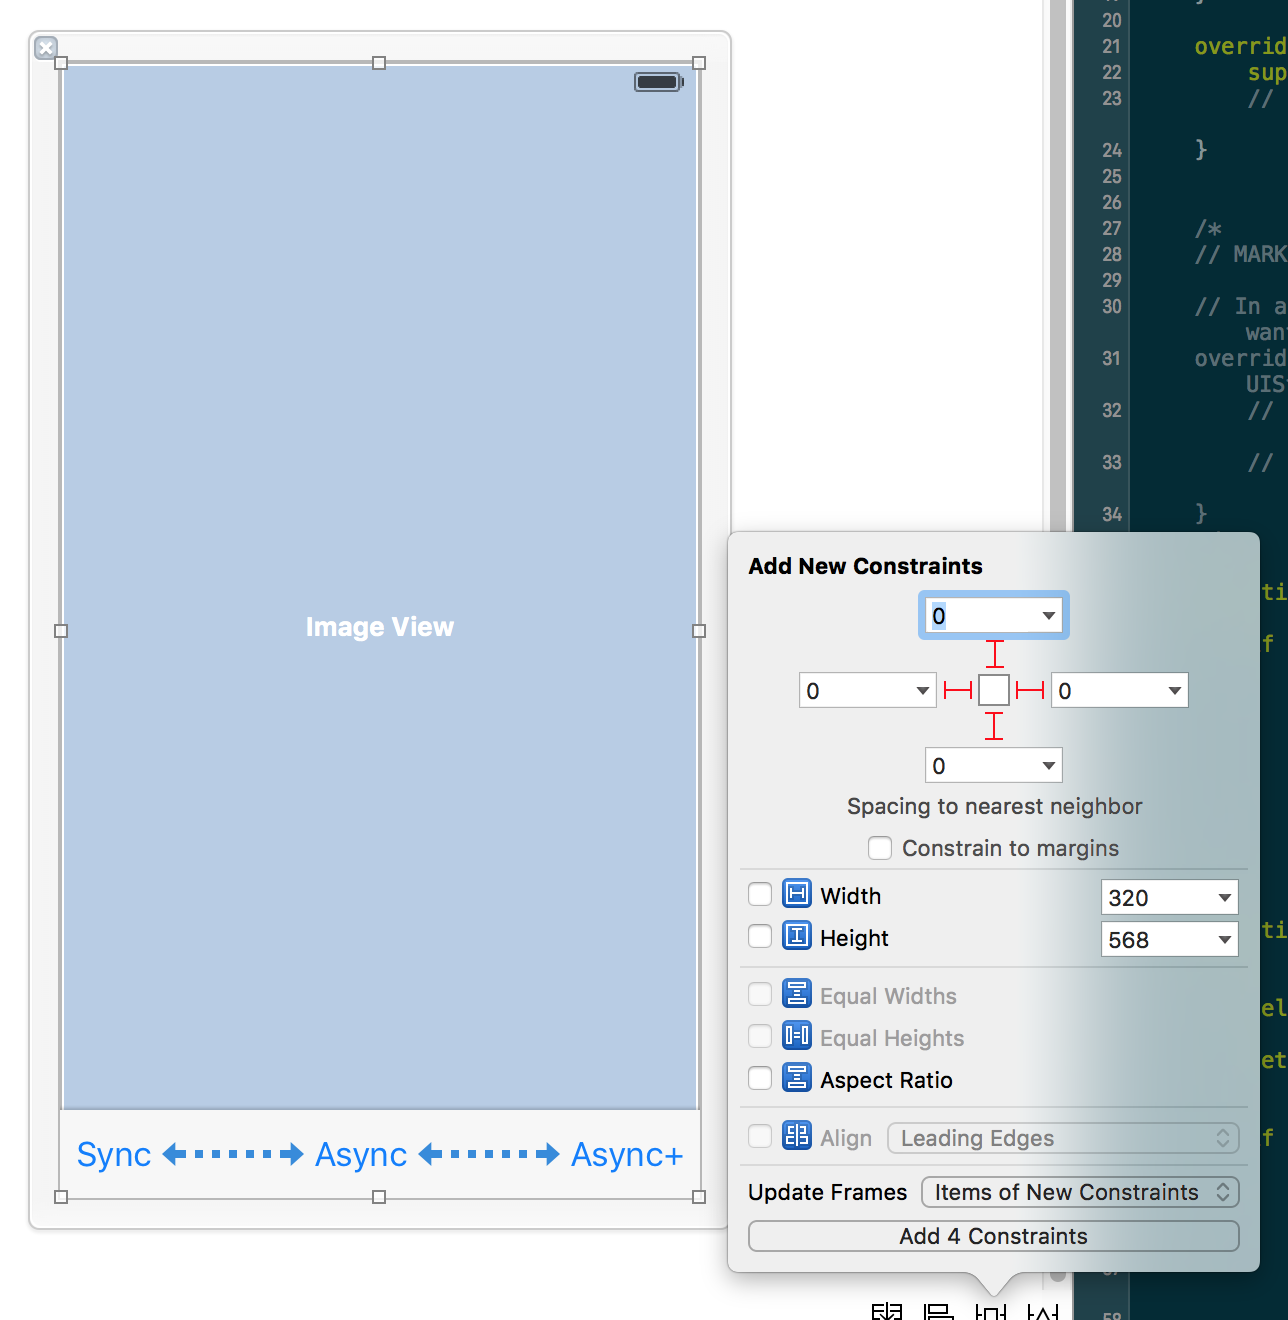 20
21 overrid
22 sup
23 //
24 }
25
26
27 /*
28 // MARK
29
30 // In a
wan
31 overrid
UIS
32 //
33 //
34 }
Image View
Sync
Async
Async+
Add New Constraints
0
0
0
0
Spacing to nearest neighbor
Constrain to margins
Width 320
Height 568
Equal Widths
Equal Heights
Aspect Ratio
Align Leading Edges
Update Frames Items of New Constraints
Add 4 Constraints
ti
f
ti
el
et
f